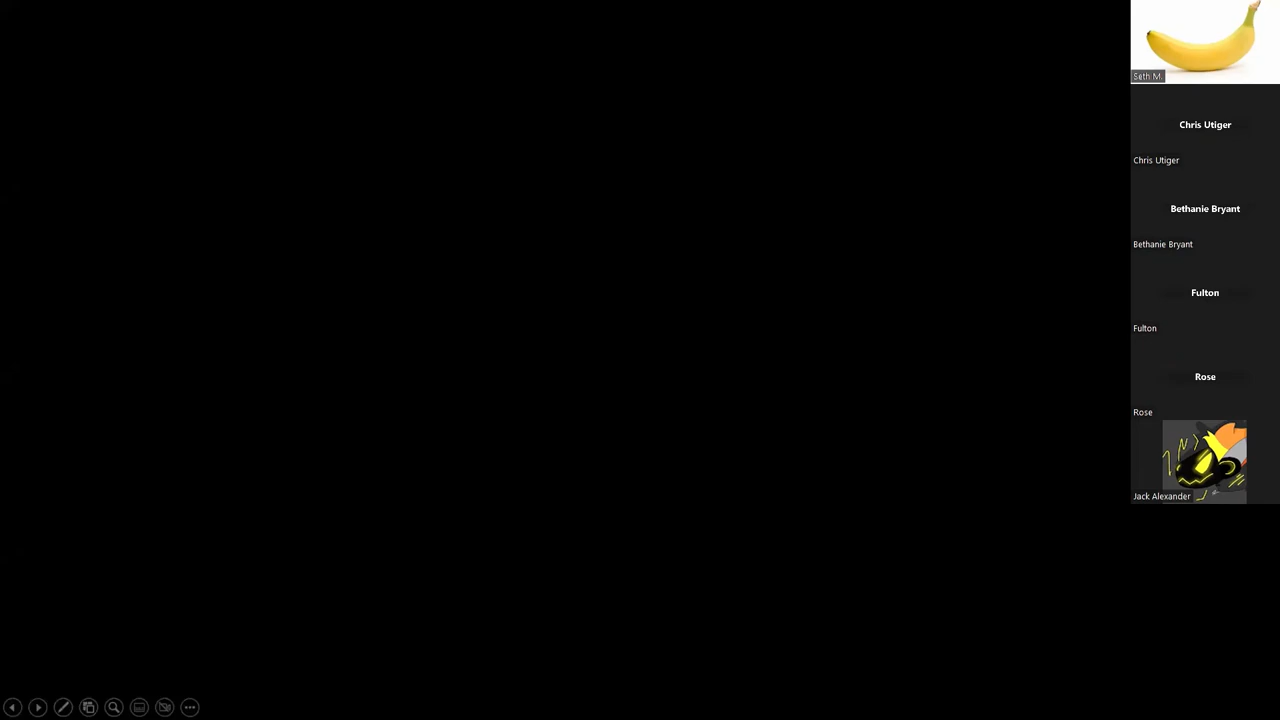 Seth M.
Chris Utiger
Chris Utiger
Bethanie Bryant
Bethanie Bryant
Fulton
Fulton
Rose
Rose
Jack Alexander